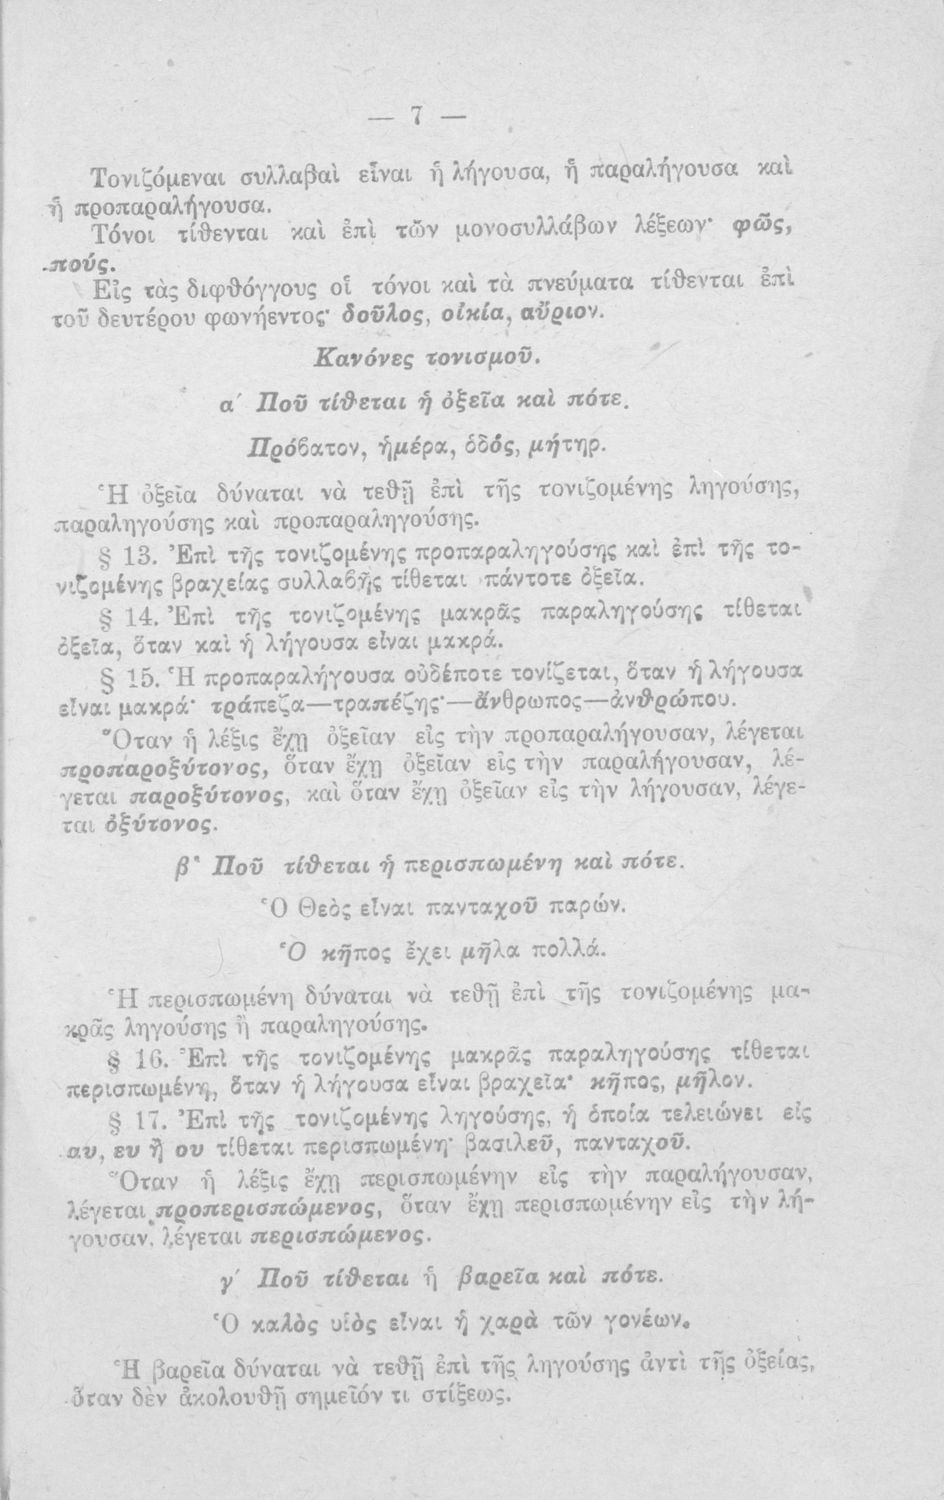 — 7 —
Τονιζόμεναι συλλαβαὶ εἶναι ἡ λήγουσα, ἡ παραλήγουσα καὶ
ἡ προπαραλήγουσα.
Τόνοι τίθενται καὶ ἐπὶ τῶν μονοσυλλάβων λέξεων· φῶς,
πούς.
Εἰς τὰς διφθόγγους οἱ τόνοι καὶ τὰ πνεύματα τίθενται ἐπὶ
τοῦ δευτέρου φωνήεντος· δοῦλος, οἰκία, αὔριον.
Κανόνες τονισμοῦ.
α΄ Ποῦ τίθεται ἡ ὀξεῖα καὶ πότε.
Πρόβατον, ἡμέρα, ὁδός, μήτηρ.
Ἡ ὀξεῖα δύναται νὰ τεθῇ ἐπὶ τῆς τονιζομένης ληγούσης,
παραληγούσης καὶ προπαραληγούσης.
§ 13. Ἐπὶ τῆς τονιζομένης προπαραληγούσης καὶ ἐπὶ τῆς το-
νιζομένης βραχείας συλλαβῆς τίθεται πάντοτε ὀξεῖα.
§ 14. Ἐπὶ τῆς τονιζομένης μακρᾶς παραληγούσης τίθεται
ὀξεῖα, ὅταν καὶ ἡ λήγουσα εἶναι μακρά.
§ 15. Ἡ προπαραλήγουσα οὐδέποτε τονίζεται, ὅταν ἡ λήγουσα
εἶναι μακρά· τράπεζα—τραπέζης·—ἄνθρωπος—ἀνθρώπου.
Ὅταν ἡ λέξις ἔχῃ ὀξεῖαν εἰς τὴν προπαραλήγουσαν, λέγεται
προπαροξύτονος, ὅταν ἔχῃ ὀξεῖαν εἰς τὴν παραλήγουσαν, λέ-
γεται παροξύτονος, καὶ ὅταν ἔχῃ ὀξεῖαν εἰς τὴν λήγουσαν, λέγε-
ται ὀξύτονος.
β‘ Ποῦ τίθεται ἡ περισπωμένη καὶ πότε.
Ὁ Θεὸς εἶναι πανταχοῦ παρών.
Ὁ κῆπος ἔχει μῆλα πολλά.
Ἡ περισπωμένη δύναται νὰ τεθῇ ἐπὶ τῆς τονιζομένης μα-
κρᾶς ληγούσης ἢ παραληγούσης.
§ 16. Ἐπὶ τῆς τονιζομένης μακρᾶς παραληγούσης τίθεται
περισπωμένη, ὅταν ἡ λήγουσα εἶναι βραχεῖα· κῆπος, μῆλον.
§ 17. Ἐπὶ τῆς τονιζομένης ληγούσης, ἡ ὁποία τελειώνει εἰς
αυ, ευ ἢ ου τίθεται περισπωμένη· βασιλεῦ, πανταχοῦ.
Ὅταν ἡ λέξις ἔχῃ περισπωμένην εἰς τὴν παραλήγουσαν,
λέγεται προπερισπώμενος, ὅταν ἔχῃ περισπωμένην εἰς τὴν λή-
γουσαν, λέγεται περισπώμενος.
γ΄ Ποῦ τίθεται ἡ βαρεῖα καὶ πότε.
Ὁ καλὸς υἱὸς εἶναι ἡ χαρὰ τῶν γονέων.
Ἡ βαρεῖα δύναται νὰ τεθῇ ἐπὶ τῆς ληγούσης ἀντὶ τῆς ὀξείας,
ὅταν δὲν ἀκολουθῇ σημεῖόν τι στίξεως.